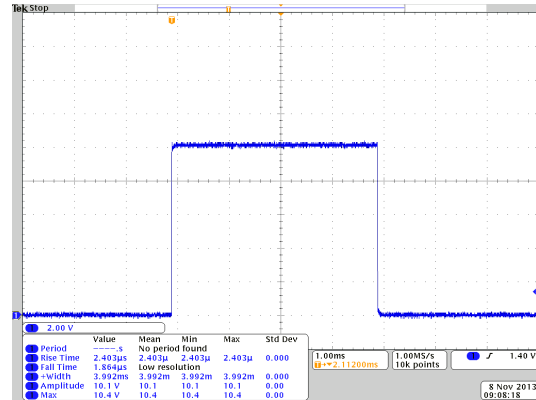 Tek Stop
T
1
1 2.00 V
Value Mean Min Max Std Dev
1 Period −−−−.s No period found
1 Rise Time 2.403µs 2.403µ 2.403µ 2.403µ 0.000
1 Fall Time 1.864µs Low resolution
1 +Width 3.992ms 3.992m 3.992m 3.992m 0.000
1 Amplitude 10.1 V 10.1 10.1 10.1 0.00
1 Max 10.4 V 10.4 10.4 10.4 0.00
1.00ms
T→▾2.11200ms
1.00MS/s
10k points
1 ∫ 1.40 V
8 Nov 2013
09:08:18